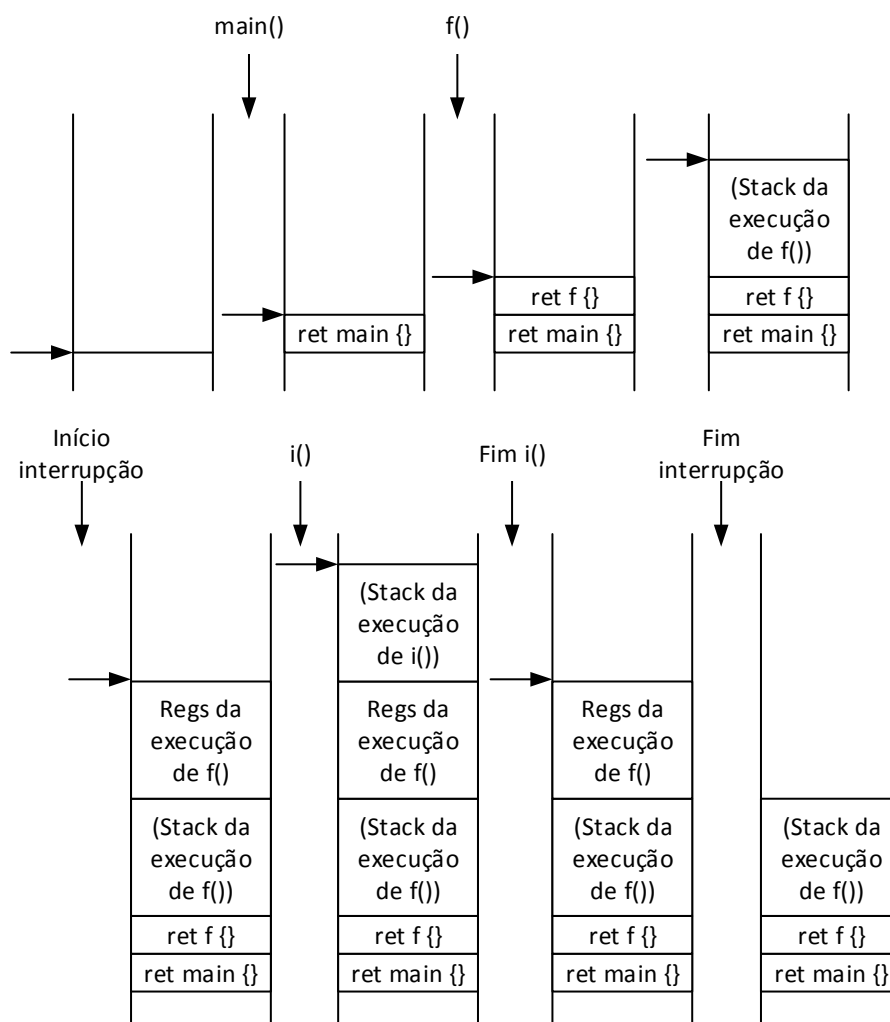 main()
f()
ret main {}
ret f {}
ret main {}
(Stack da
execução
de f())
ret f {}
ret main {}
Início
interrupção
i()
Fim i()
Fim
interrupção
Regs da
execução
de f()
(Stack da
execução
de f())
ret f {}
ret main {}
(Stack da
execução
de i())
Regs da
execução
de f()
(Stack da
execução
de f())
ret f {}
ret main {}
Regs da
execução
de f()
(Stack da
execução
de f())
ret f {}
ret main {}
(Stack da
execução
de f())
ret f {}
ret main {}